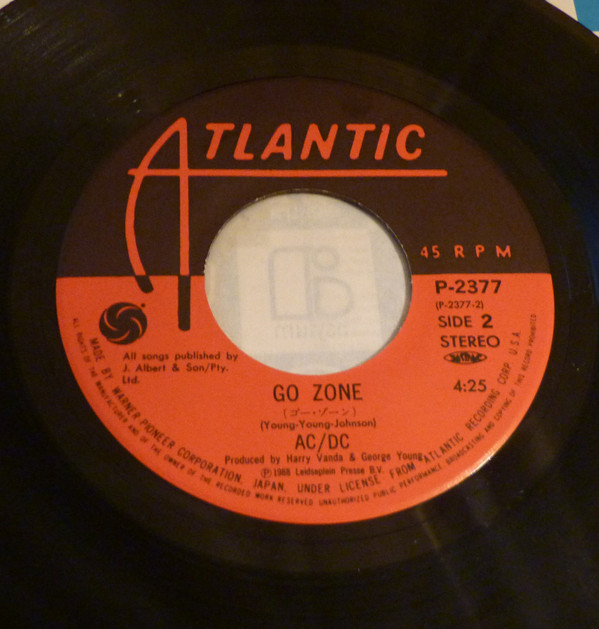 ATLANTIC
45 RPM
P-2377
(P-2377-2)
SIDE 2
STEREO
4:25
All songs published by
J. Albert & Son/Pty.
Ltd.
GO ZONE
(ゴー・ゾーン)
(Young-Young-Johnson)
AC/DC
Produced by Harry Vanda & George Young
Ⓟ1988 Leidseplein Presse B.V.
MADE BY WARNER-PIONEER CORPORATION, JAPAN, UNDER LICENSE FROM ATLANTIC RECORDING CORP. U.S.A.
ALL RIGHTS OF THE MANUFACTURER AND OF THE OWNER OF THE RECORDED WORK RESERVED. UNAUTHORIZED PUBLIC PERFORMANCE, BROADCASTING AND COPYING OF THIS RECORD PROHIBITED